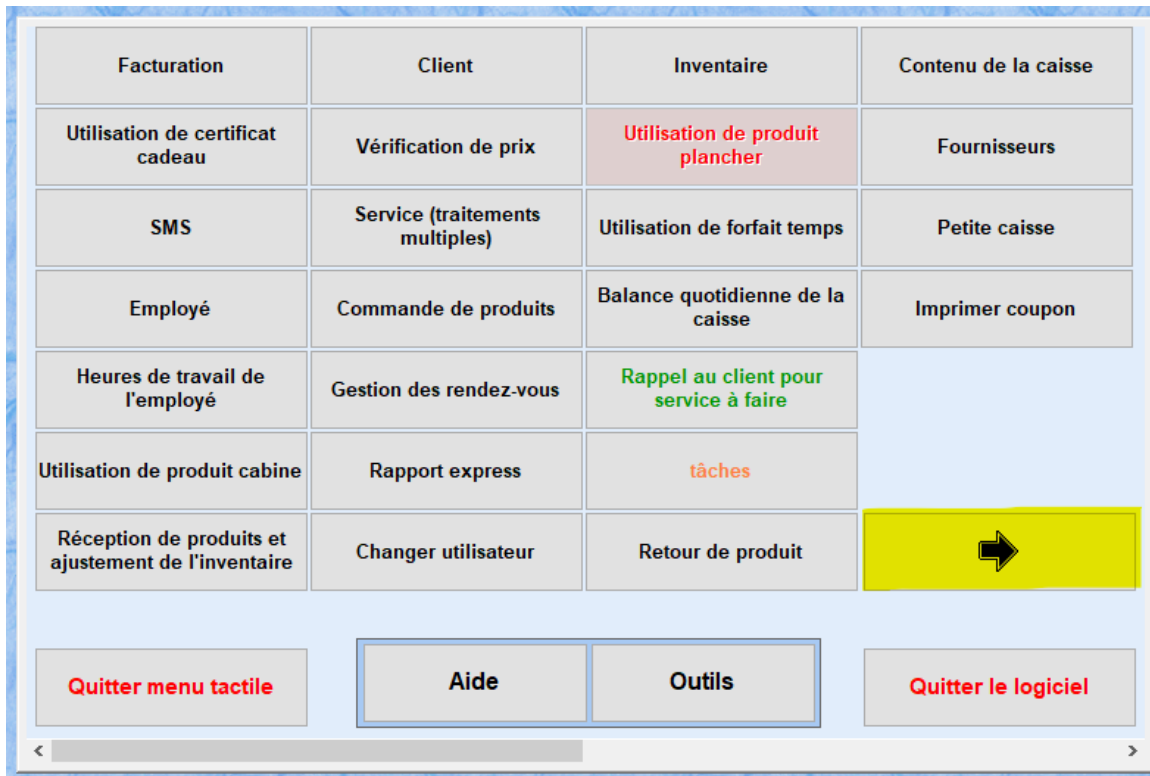 Facturation
Client
Inventaire
Contenu de la caisse
Utilisation de certificat
cadeau
Vérification de prix
Utilisation de produit
plancher
Fournisseurs
SMS
Service (traitements
multiples)
Utilisation de forfait temps
Petite caisse
Employé
Commande de produits
Balance quotidienne de la
caisse
Imprimer coupon
Heures de travail de
l'employé
Gestion des rendez-vous
Rappel au client pour
service à faire
Utilisation de produit cabine
Rapport express
tâches
Réception de produits et
ajustement de l'inventaire
Changer utilisateur
Retour de produit
Quitter menu tactile
Aide
Outils
Quitter le logiciel